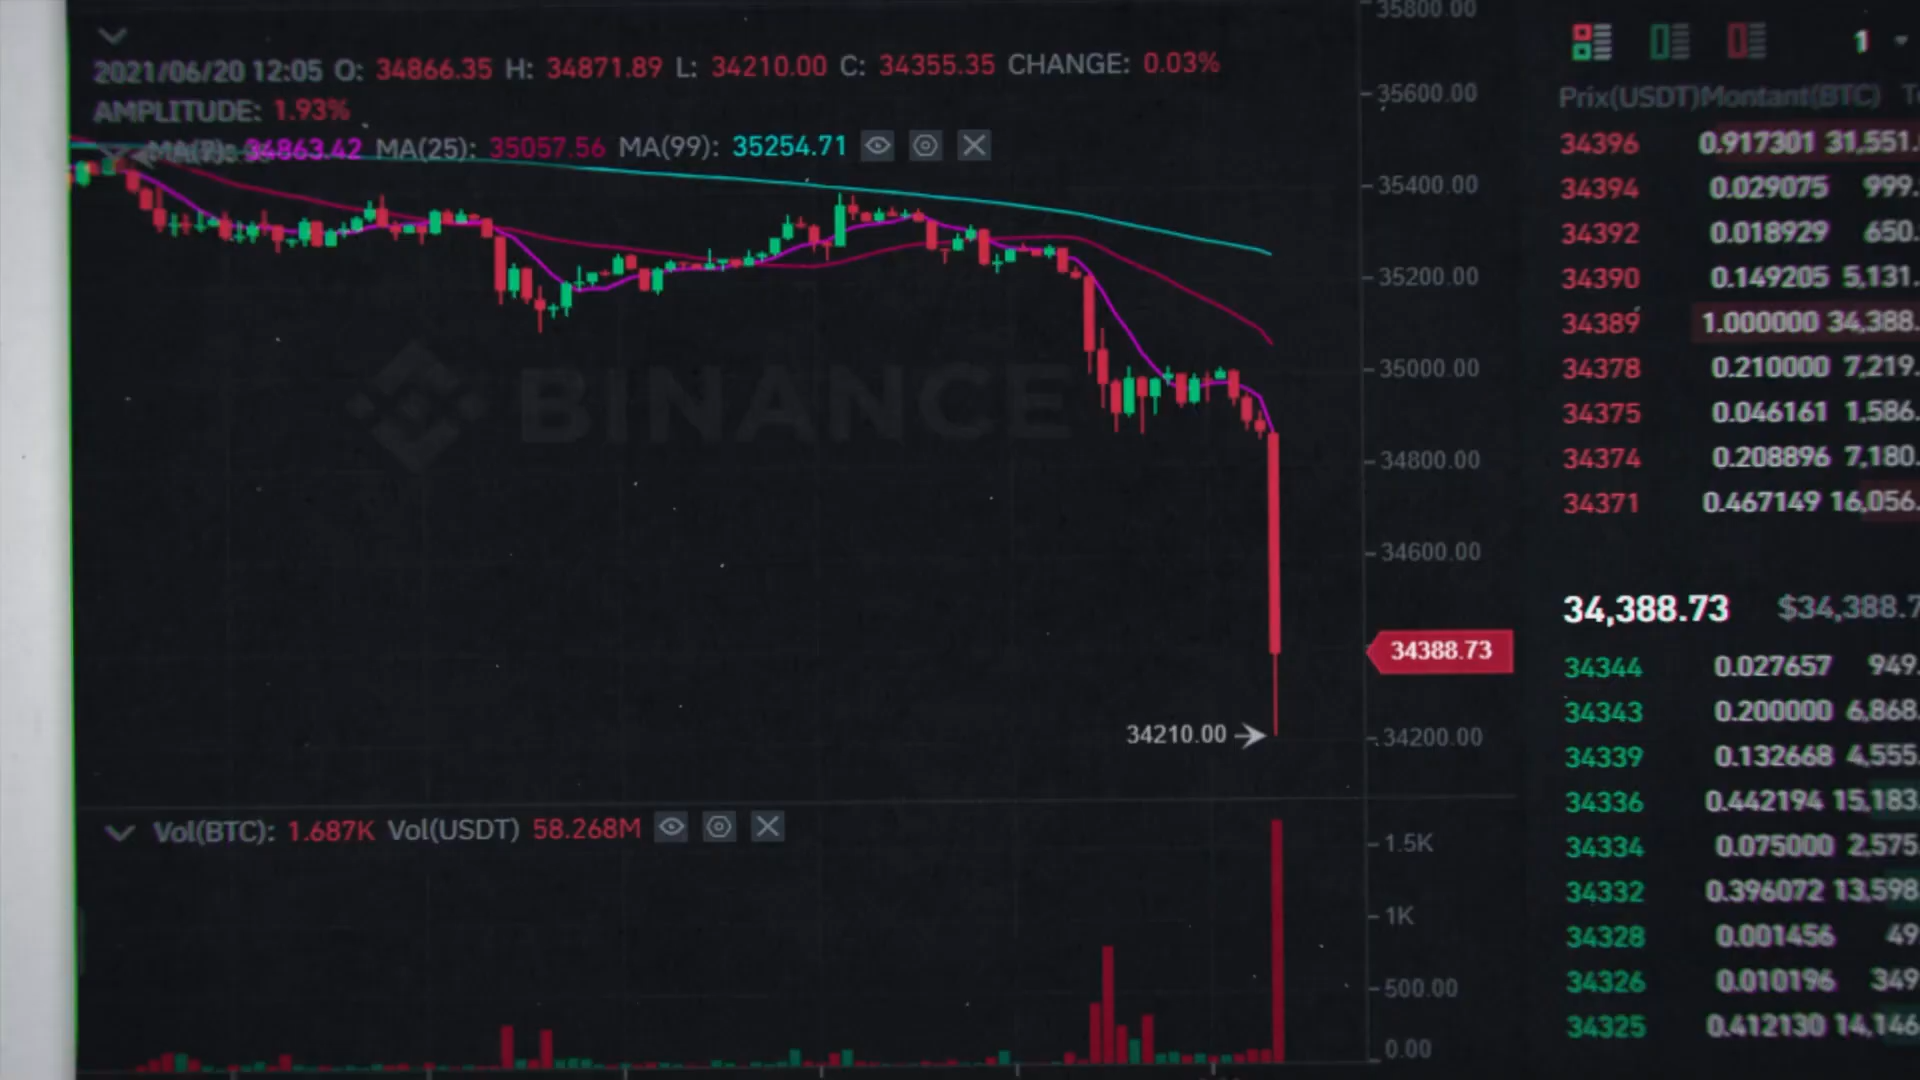 2021/06/20 12:05 O: 34866.35 H: 34871.89 L: 34210.00 C: 34355.35 CHANGE: 0.03%
AMPLITUDE: 1.93%
MA(7): 34863.42 MA(25): 35057.56 MA(99): 35254.71
BINANCE
35800.00
35600.00
35400.00
35200.00
35000.00
34800.00
34600.00
34388.73
34200.00
34210.00
Vol(BTC): 1.687K Vol(USDT) 58.268M
1.5K
1K
500.00
0.00
1
Prix(USDT) Montant(BTC)
34396 0.917301 31,551.
34394 0.029075 999.
34392 0.018929 650.
34390 0.149205 5,131.
34389 1.000000 34,388.
34378 0.210000 7,219.
34375 0.046161 1,586.
34374 0.208896 7,180.
34371 0.467149 16,056.
34,388.73 $34,388.7
34344 0.027657 949.
34343 0.200000 6,868.
34339 0.132668 4,555.
34336 0.442194 15,183.
34334 0.075000 2,575.
34332 0.396072 13,598
34328 0.001456 49
34326 0.010196 349
34325 0.412130 14,146